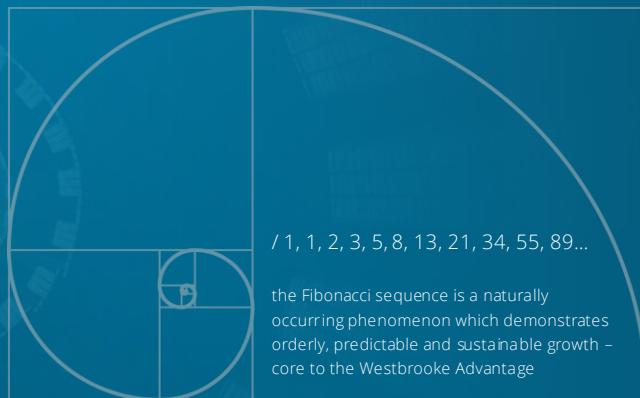 / 1, 1, 2, 3, 5, 8, 13, 21, 34, 55, 89...
the Fibonacci sequence is a naturally
occurring phenomenon which demonstrates
orderly, predictable and sustainable growth –
core to the Westbrooke Advantage